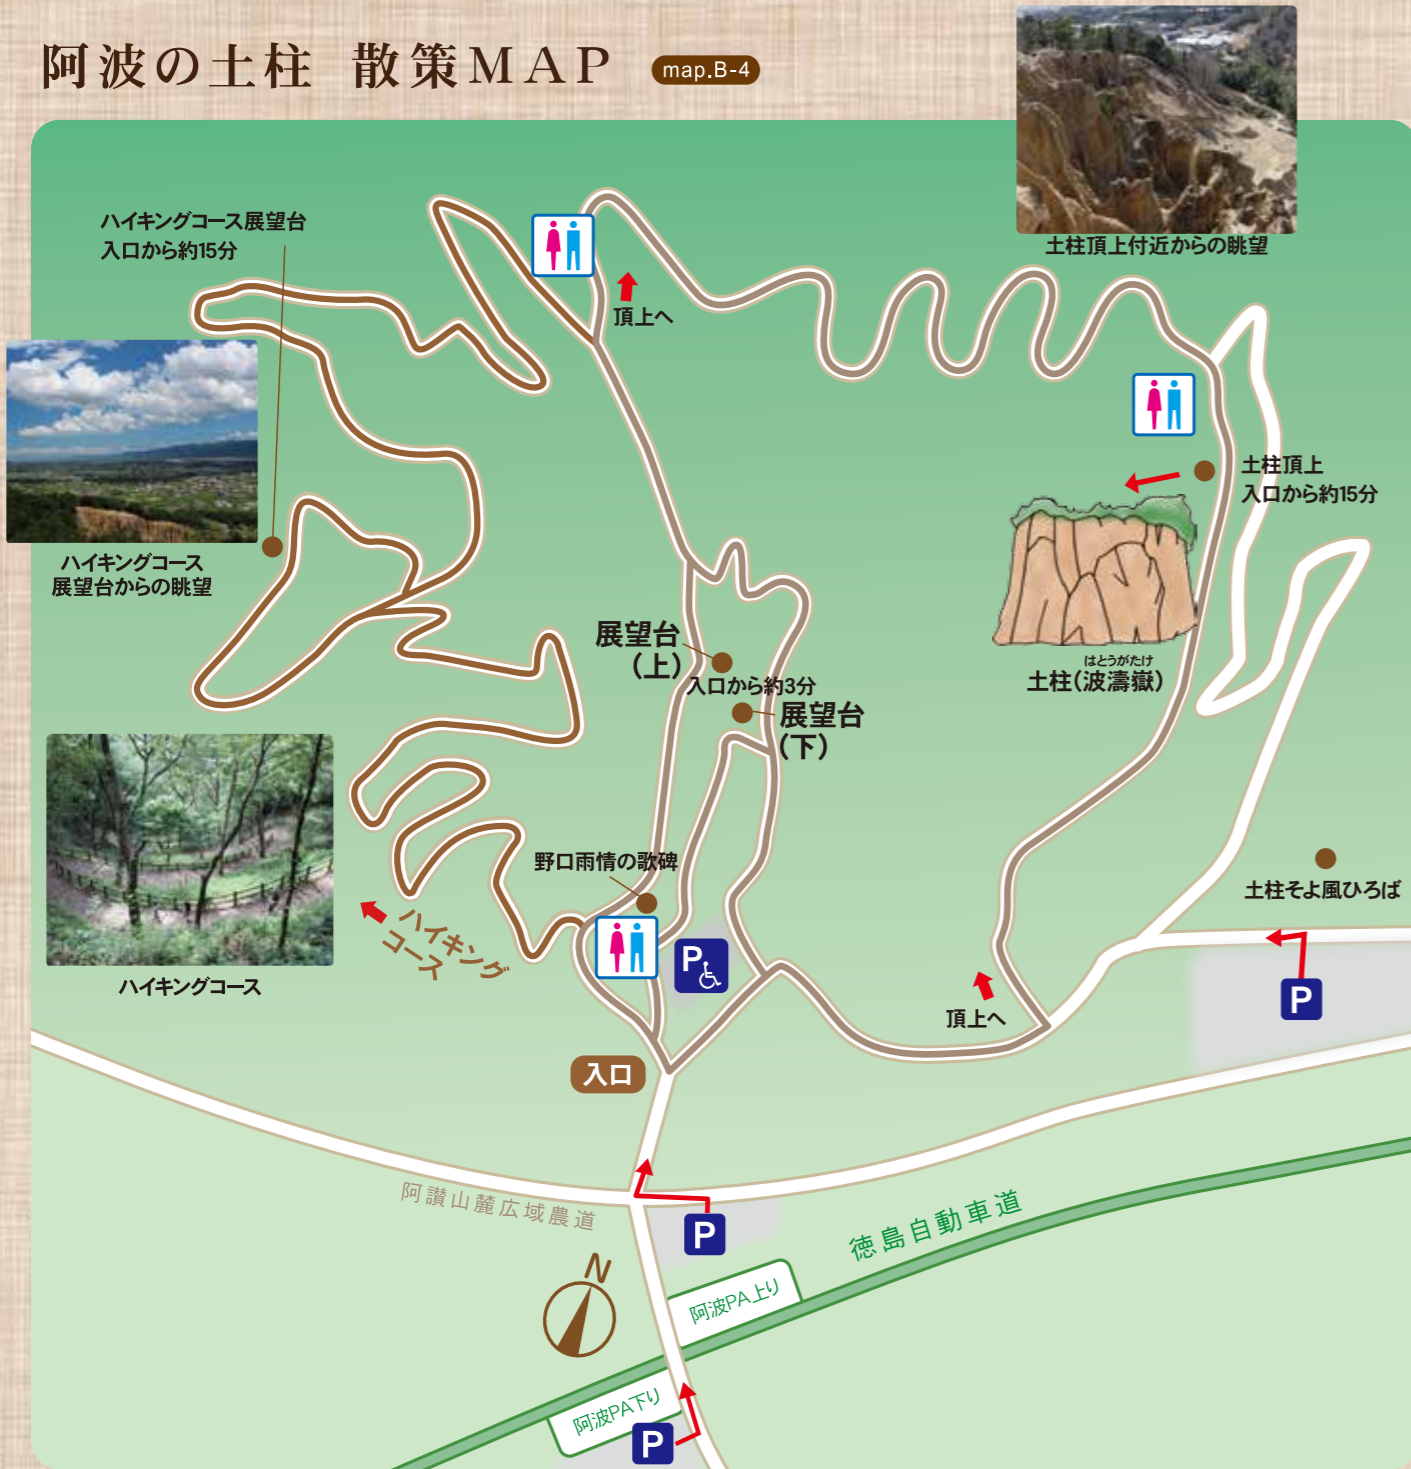 阿波の土柱 散策MAP map.B-4
土柱頂上付近からの眺望
ハイキングコース展望台
入口から約15分
頂上へ
土柱頂上
入口から約15分
ハイキングコース
展望台からの眺望
展望台
(上)
入口から約3分
展望台
(下)
はとうがたけ
土柱(波濤嶽)
野口雨情の歌碑
土柱そよ風ひろば
ハイキング
コース
ハイキングコース
P
P
頂上へ
入口
阿讃山麓広域農道
P
徳島自動車道
N
阿波PA上り
阿波PA下り
P